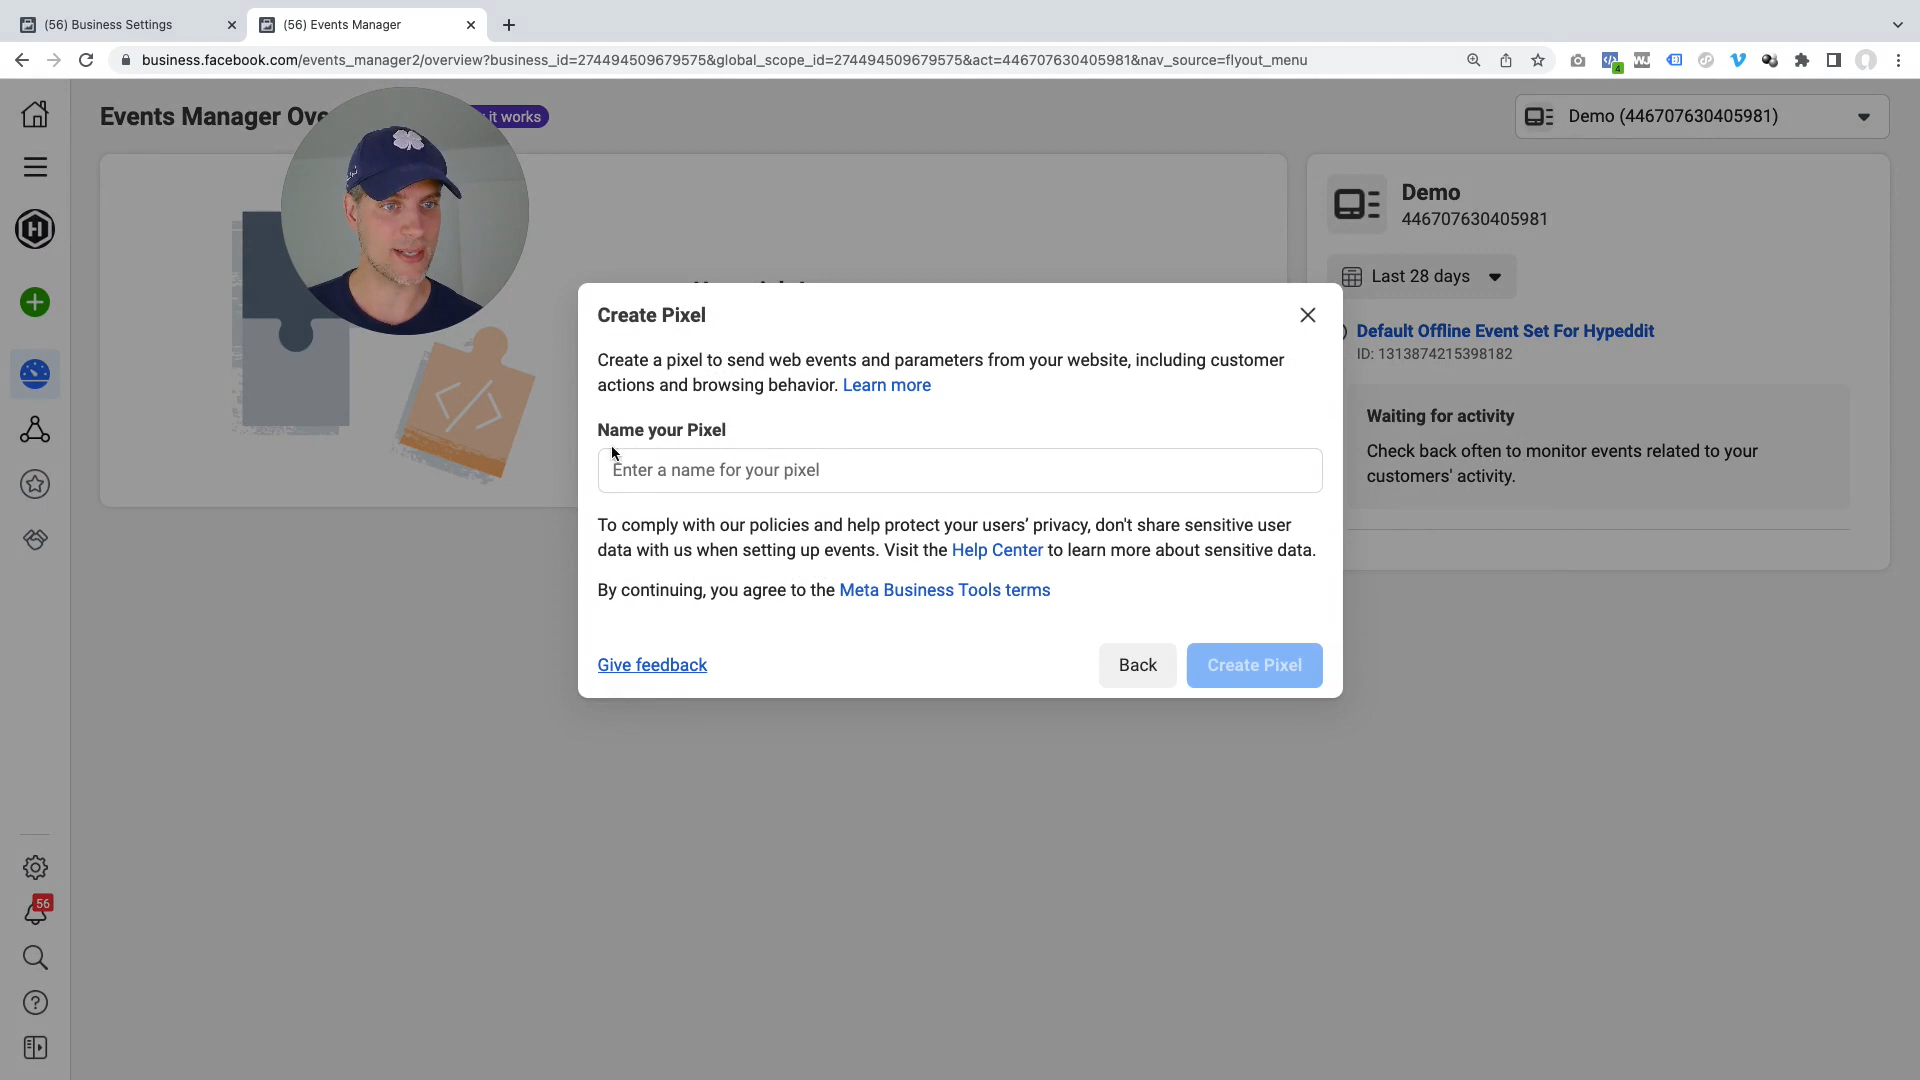 (56) Business Settings
(56) Events Manager
business.facebook.com/events_manager2/overview?business_id=274494509679575&global_scope_id=274494509679575&act=446707630405981&nav_source=flyout_menu
4
Events Manager Ove
it works
Demo (446707630405981)
Demo
446707630405981
Last 28 days
Default Offline Event Set For Hypeddit
ID: 1313874215398182
Waiting for activity
Check back often to monitor events related to your
customers' activity.
Create Pixel
Create a pixel to send web events and parameters from your website, including customer
actions and browsing behavior. Learn more
Name your Pixel
Enter a name for your pixel
To comply with our policies and help protect your users’ privacy, don't share sensitive user
data with us when setting up events. Visit the Help Center to learn more about sensitive data.
By continuing, you agree to the Meta Business Tools terms
Give feedback
Back
Create Pixel
56